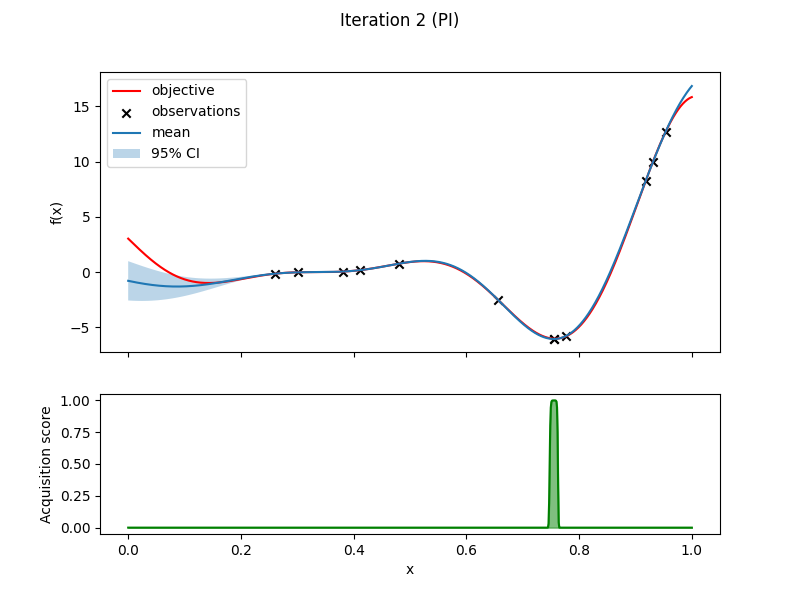 Iteration 2 (PI)
objective
observations
mean
95% CI
f(x)
15
10
5
0
−5
Acquisition score
1.00
0.75
0.50
0.25
0.00
0.0 0.2 0.4 0.6 0.8 1.0
x